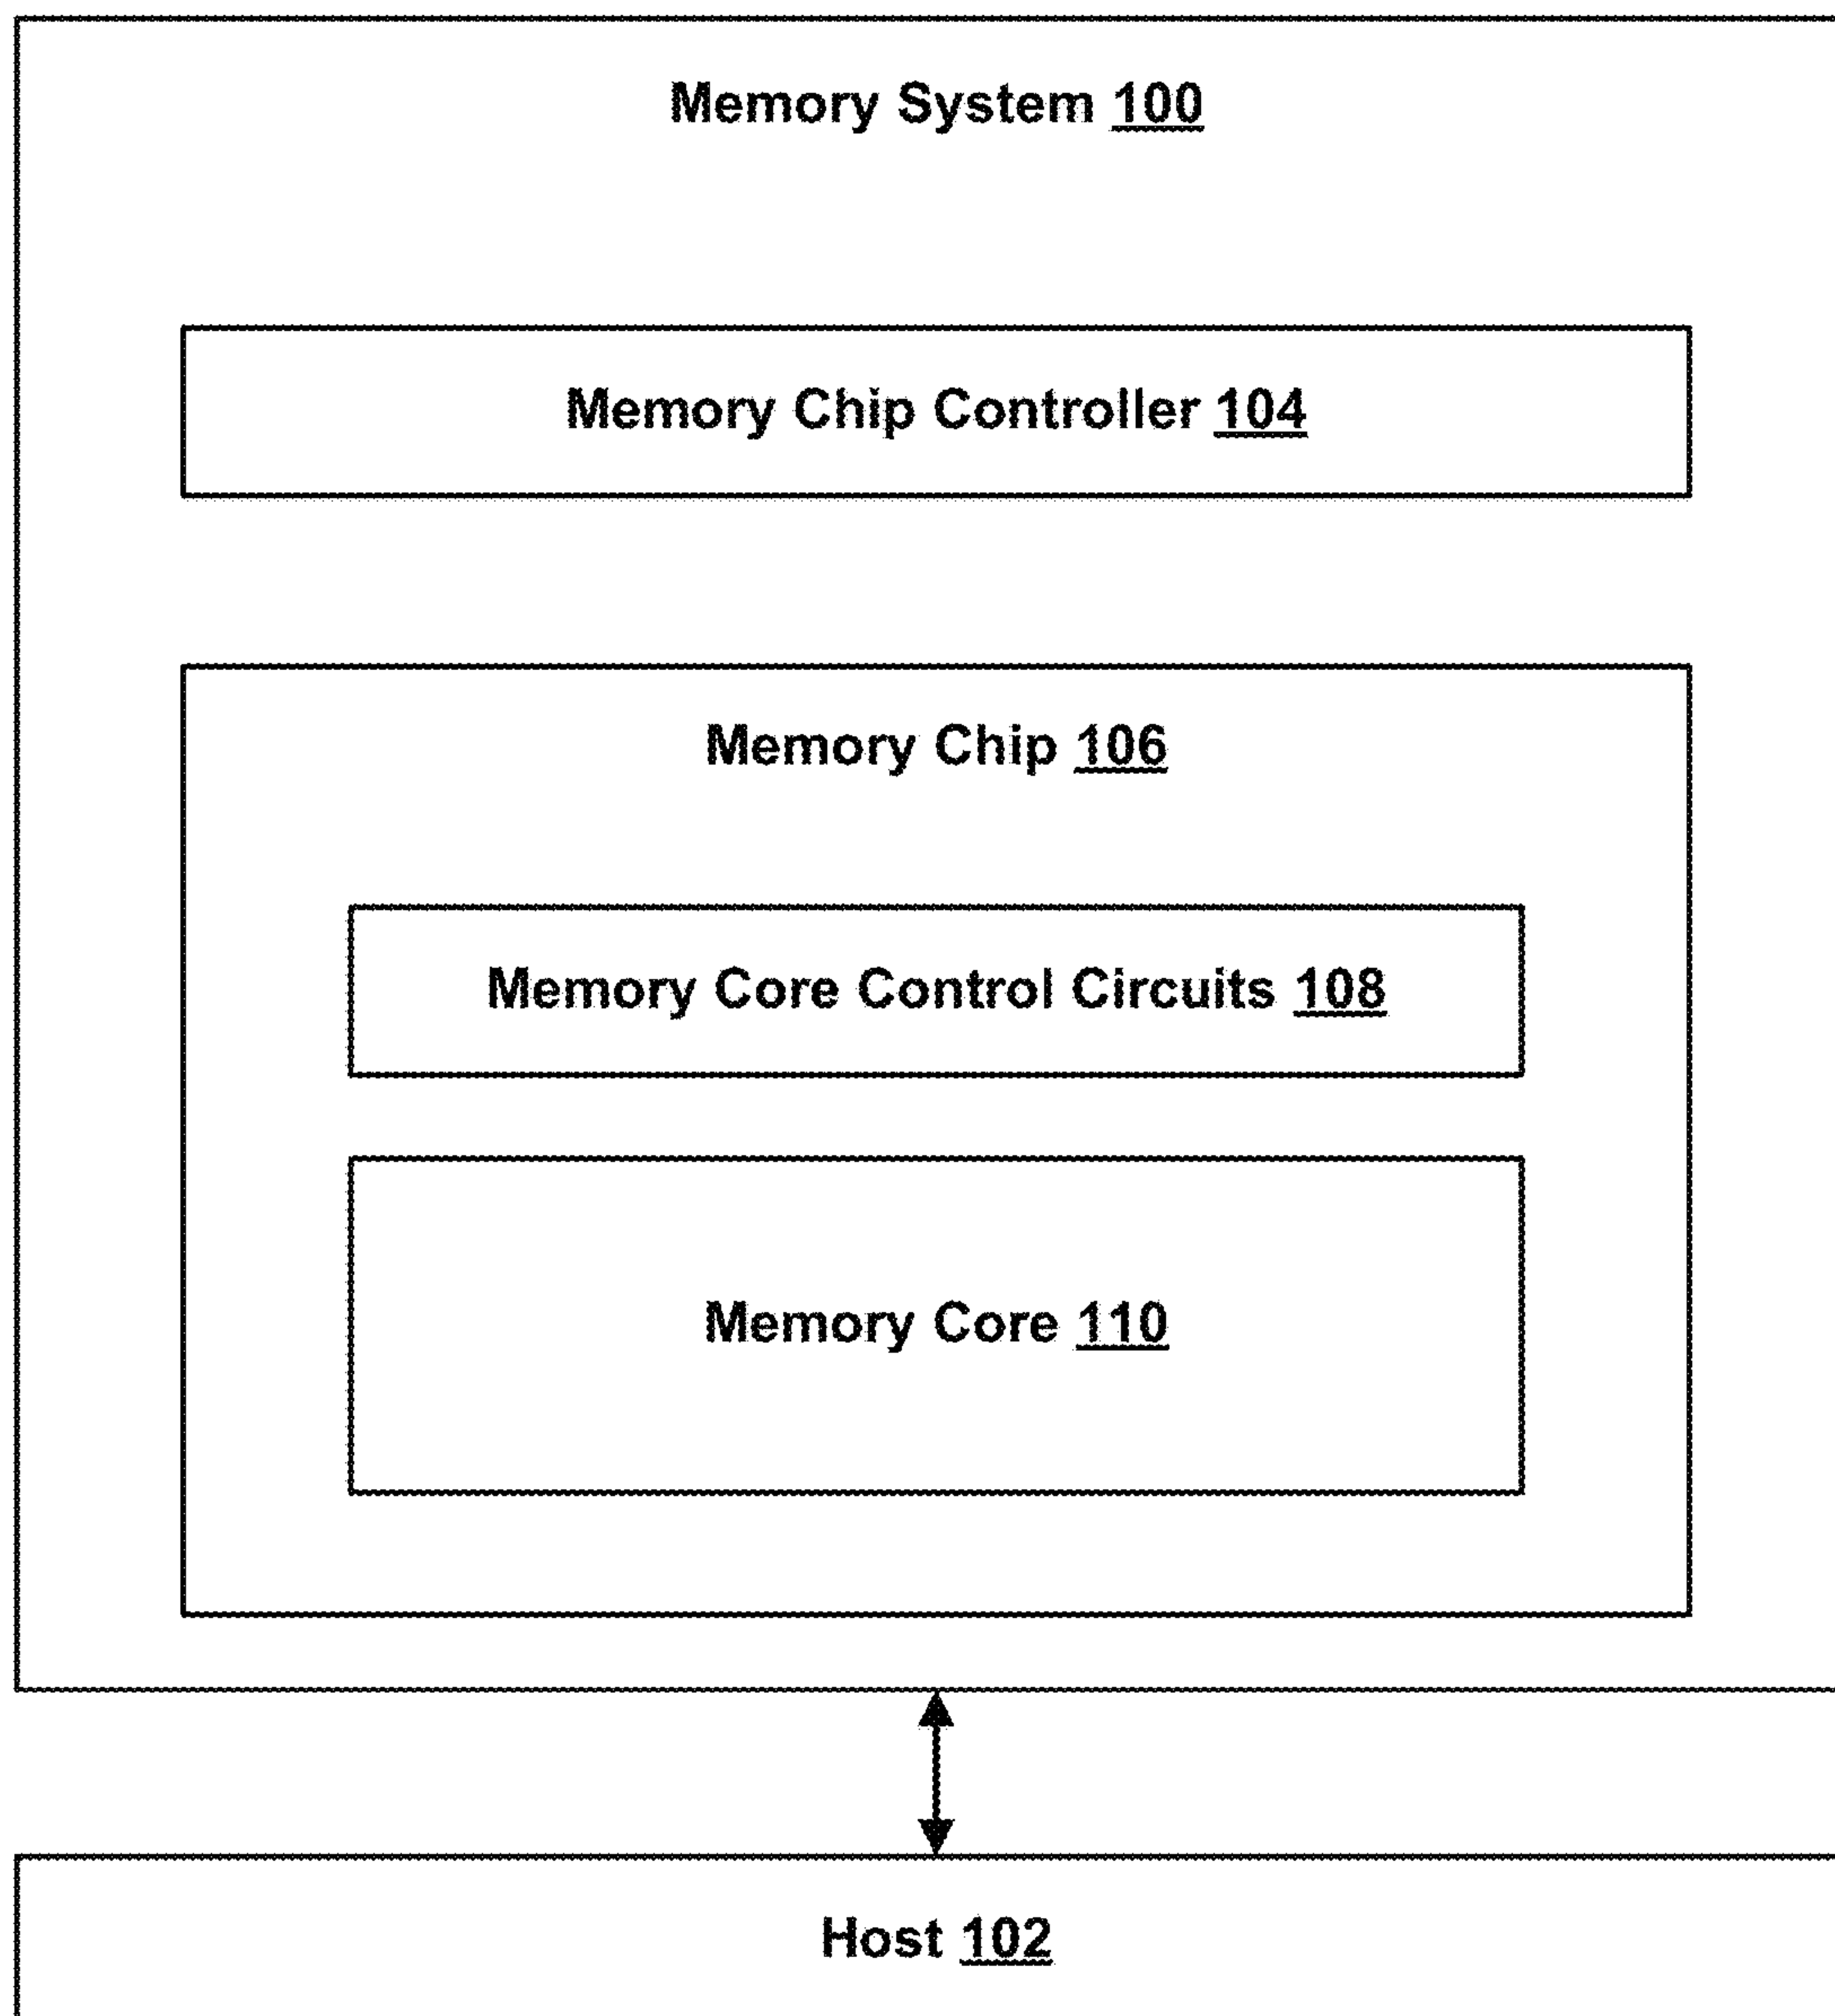 Memory System 100
Memory Chip Controller 104
Memory Chip 106
Memory Core Control Circuits 108
Memory Core 110
Host 102